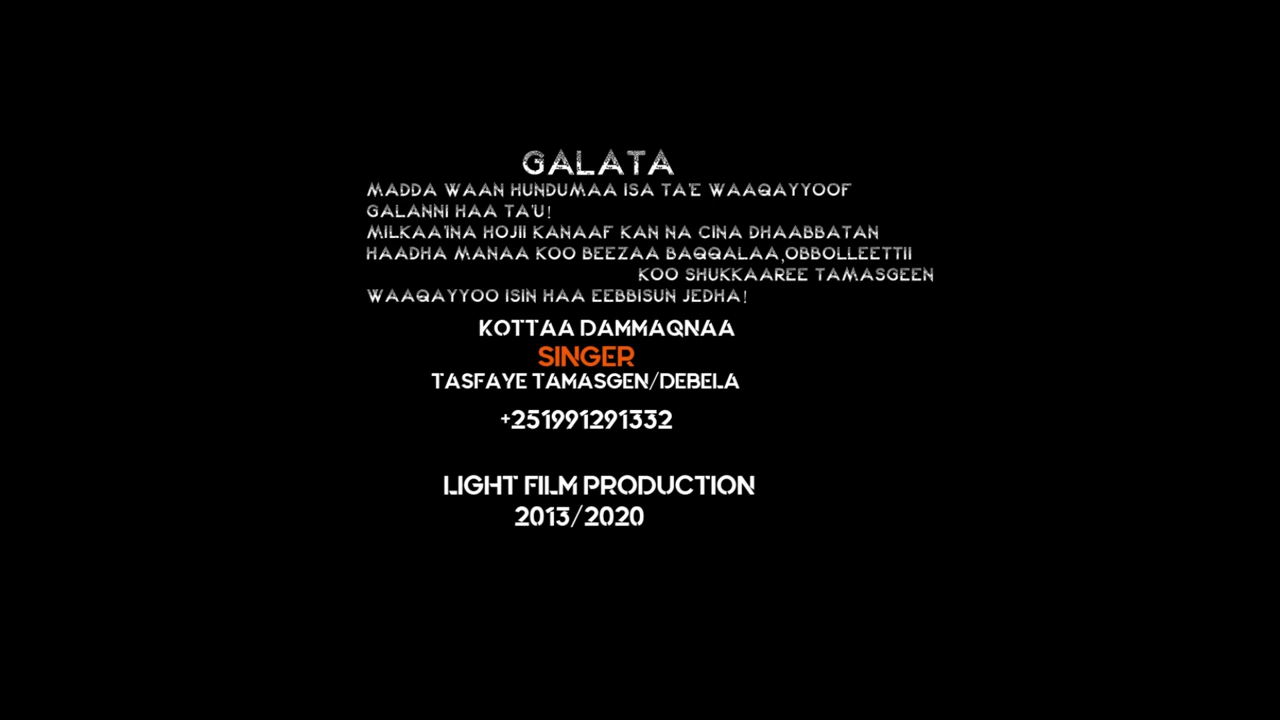 GALATA
MADDA WAAN HUNDUMAA ISA TA'E WAAQAYYOOF
GALANNI HAA TA'U!
MILKAA'INA HOJII KANAAF KAN NA CINA DHAABBATAN
HAADHA MANAA KOO BEEZAA BAQQALAA,OBBOLLEETTII
KOO SHUKKAAREE TAMASGEEN
WAAQAYYOO ISIN HAA EEBBISUN JEDHA!
KOTTAA DAMMAQNAA
SINGER
TASFAYE TAMASGEN/DEBELA
+251991291332
LIGHT FILM PRODUCTION
2013/2020